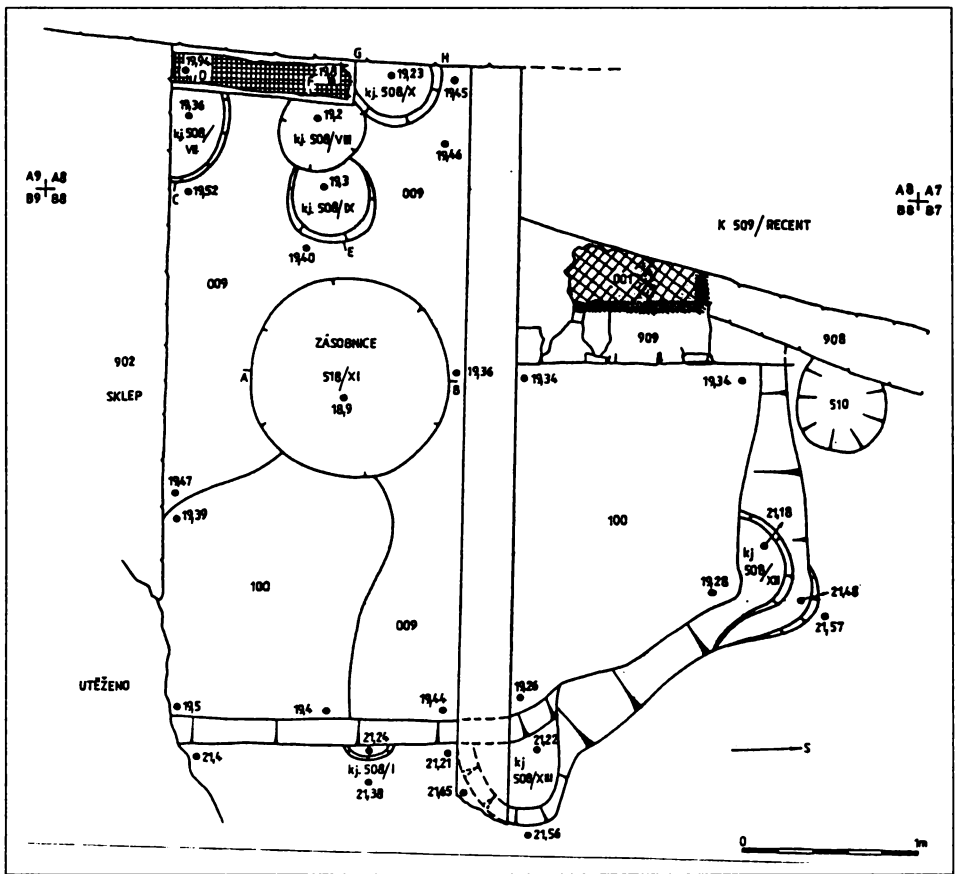 G
H
19,94
D
F
19,23
kj. 508/X
19,45
19,36
kj. 508/
VII
19,2
kj. 508/VIII
19,46
A9 A8
B9 B8
C
19,52
19,3
kj. 508/IX
009
A8 A7
B8 B7
K 509/RECENT
19,40
E
009
001
ZÁSOBNICE
909
908
902
SKLEP
A
518/XI
B
19,36
19,34
19,34
18,9
510
19,47
19,39
100
21,18
kj
508/
XII
100
19,28
21,48
21,57
009
UTĚŽENO
19,5
19,4
19,44
19,26
21,24
21,22
21,4
kj. 508/I
21,21
kj
508/XIII
S
21,38
21,65
21,56
0
1m